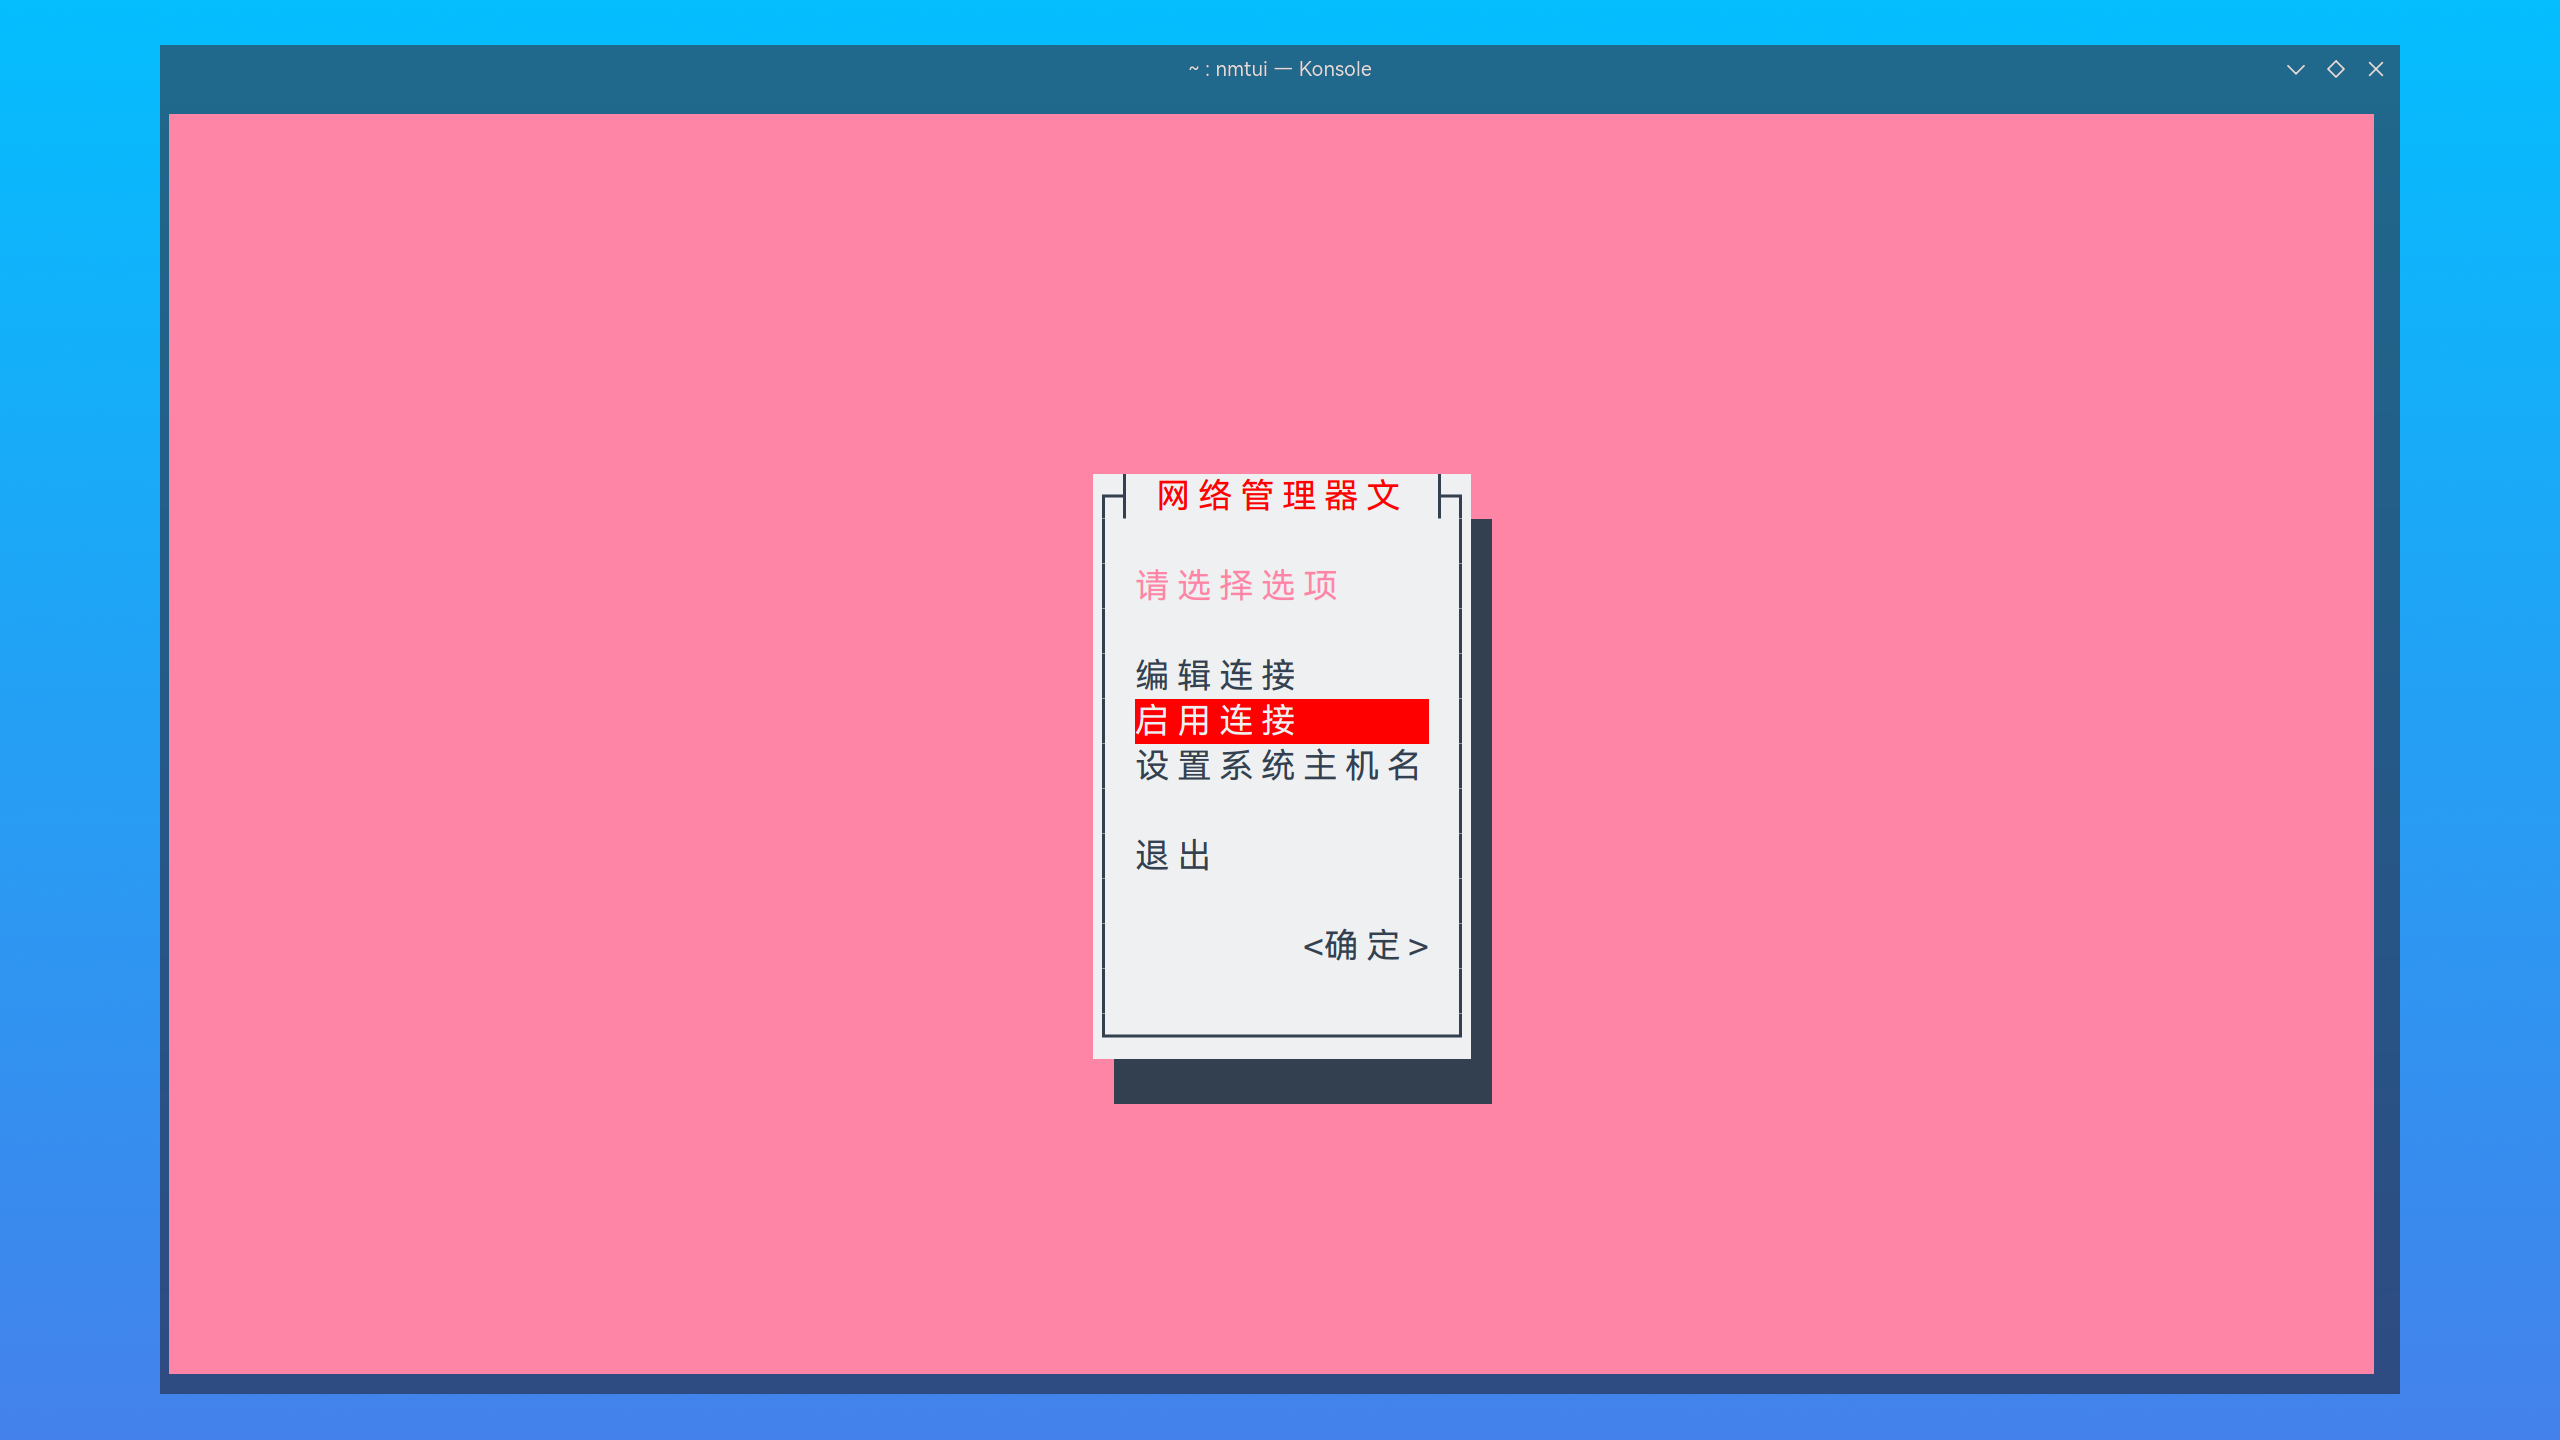 ~ : nmtui — Konsole
网络管理器文
请选择选项
编辑连接
启用连接
设置系统主机名
退出
<确定>